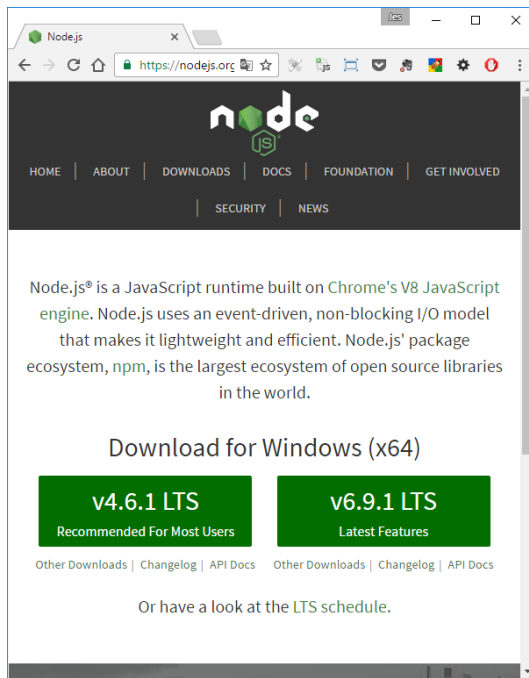 Jes
Node.js
https://nodejs.org
js
node
JS
HOME | ABOUT | DOWNLOADS | DOCS | FOUNDATION | GET INVOLVED
| SECURITY | NEWS
Node.js® is a JavaScript runtime built on Chrome's V8 JavaScript
engine. Node.js uses an event-driven, non-blocking I/O model
that makes it lightweight and efficient. Node.js' package
ecosystem, npm, is the largest ecosystem of open source libraries
in the world.
Download for Windows (x64)
v4.6.1 LTS
Recommended For Most Users
v6.9.1 LTS
Latest Features
Other Downloads | Changelog | API Docs
Other Downloads | Changelog | API Docs
Or have a look at the LTS schedule.